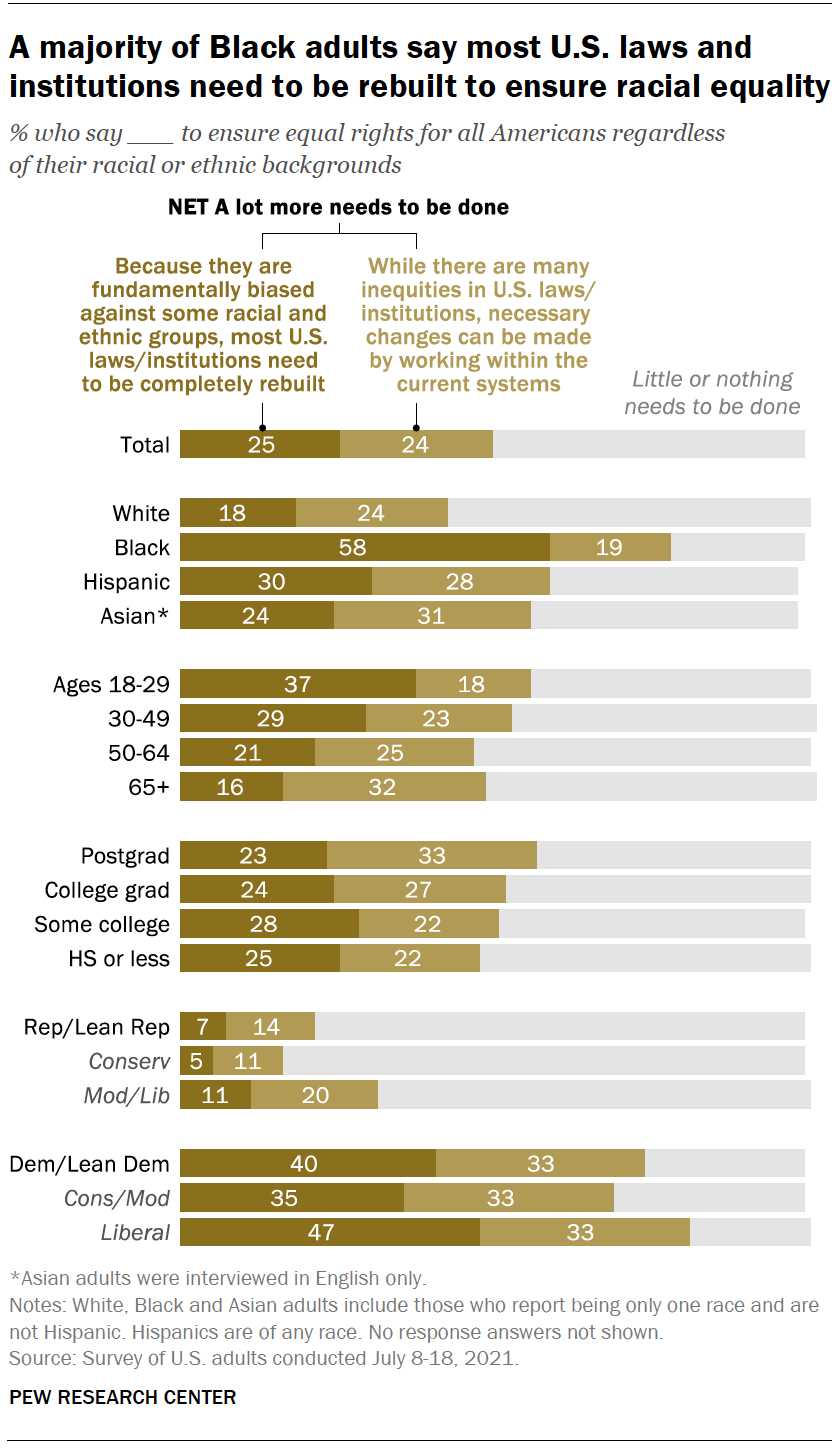 A majority of Black adults say most U.S. laws and
institutions need to be rebuilt to ensure racial equality
% who say ___ to ensure equal rights for all Americans regardless
of their racial or ethnic backgrounds
NET A lot more needs to be done
Because they are
fundamentally biased
against some racial and
ethnic groups, most U.S.
laws/institutions need
to be completely rebuilt
While there are many
inequities in U.S. laws/
institutions, necessary
changes can be made
by working within the
current systems
Little or nothing
needs to be done
Total 25 24
White 18 24
Black 58 19
Hispanic 30 28
Asian* 24 31
Ages 18-29 37 18
30-49 29 23
50-64 21 25
65+ 16 32
Postgrad 23 33
College grad 24 27
Some college 28 22
HS or less 25 22
Rep/Lean Rep 7 14
Conserv 5 11
Mod/Lib 11 20
Dem/Lean Dem 40 33
Cons/Mod 35 33
Liberal 47 33
*Asian adults were interviewed in English only.
Notes: White, Black and Asian adults include those who report being only one race and are
not Hispanic. Hispanics are of any race. No response answers not shown.
Source: Survey of U.S. adults conducted July 8-18, 2021.
PEW RESEARCH CENTER